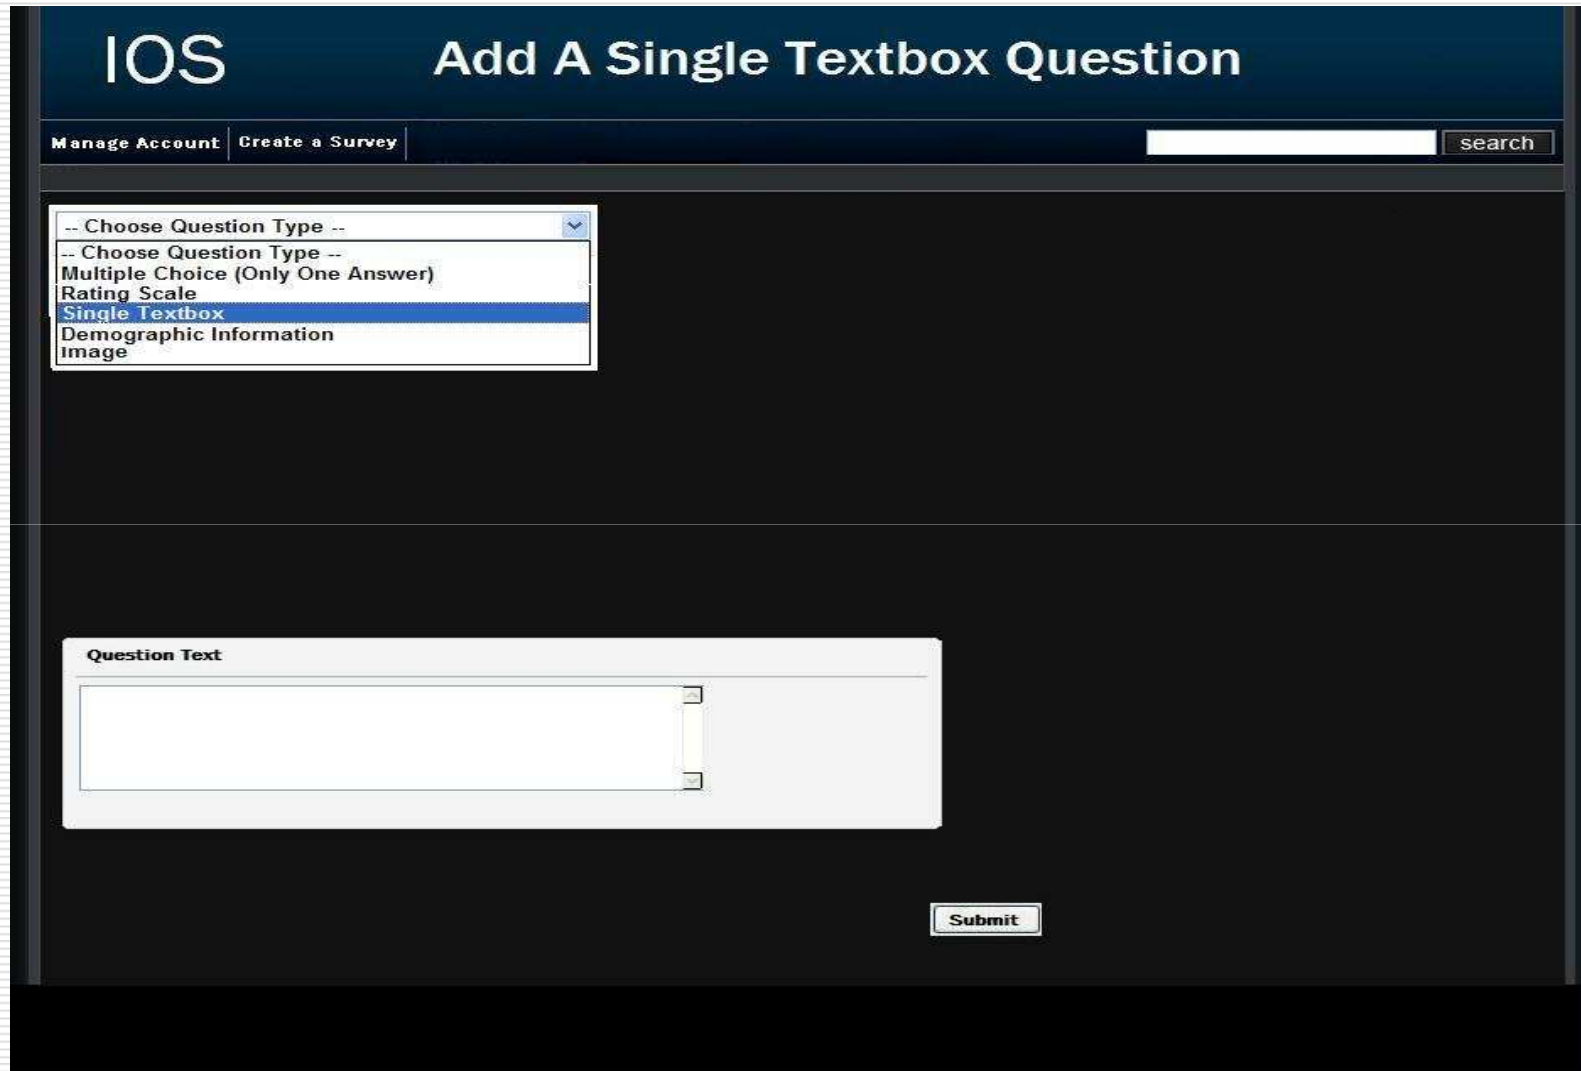 IOS
Add A Single Textbox Question
Manage Account
Create a Survey
search
-- Choose Question Type --
-- Choose Question Type --
Multiple Choice (Only One Answer)
Rating Scale
Single Textbox
Demographic Information
Image
Question Text
Submit